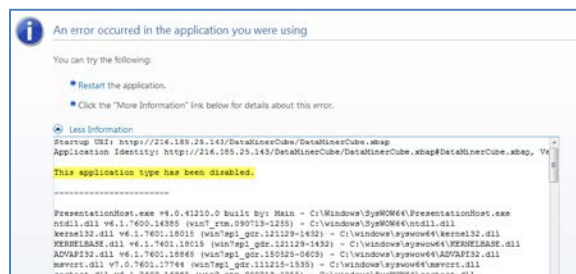 An error occurred in the application you were using
You can try the following:
Restart the application.
Click the "More Information" link below for details about this error.
Less Information
Startup URI: http://216.185.25.143/DataMinerCube/DataMinerCube.xbap
Application Identity: http://216.185.25.143/DataMinerCube/DataMinerCube.xbap#DataMinerCube.xbap, Ve
This application type has been disabled.
------------------------
PresentationHost.exe v4.0.41210.0 built by: Main - C:\Windows\SysWOW64\PresentationHost.exe
ntdll.dll v6.1.7600.16385 (win7_rtm.090713-1255) - C:\Windows\SysWOW64\ntdll.dll
kernel32.dll v6.1.7601.18015 (win7sp1_gdr.121129-1432) - C:\windows\syswow64\kernel32.dll
KERNELBASE.dll v6.1.7601.18015 (win7sp1_gdr.121129-1432) - C:\windows\syswow64\KERNELBASE.dll
ADVAPI32.dll v6.1.7601.18869 (win7sp1_gdr.150525-0603) - C:\windows\syswow64\ADVAPI32.dll
msvcrt.dll v7.0.7601.17744 (win7sp1_gdr.111215-1535) - C:\windows\syswow64\msvcrt.dll